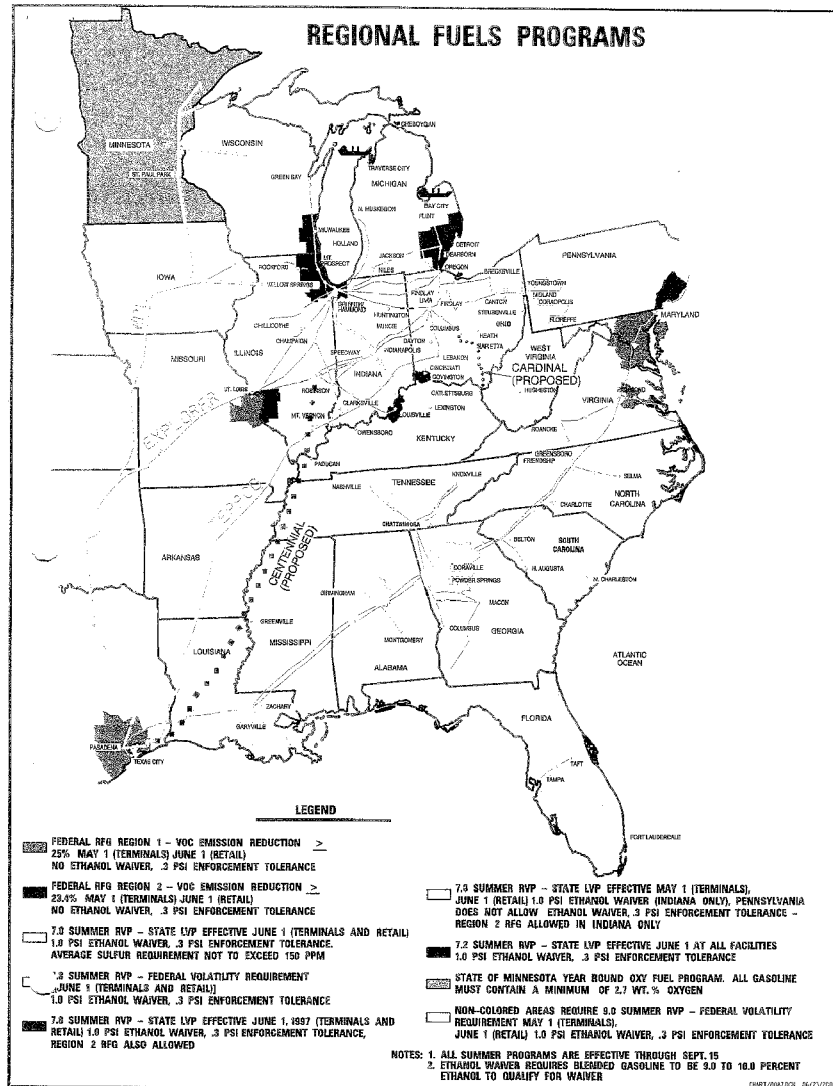 REGIONAL FUELS PROGRAMS
CHEBOYGAN
MINNESOTA
WISCONSIN
ST. PAUL PARK
TRAVERSE CITY
GREEN BAY
MICHIGAN
BAY CITY
N. MUSKEGON
FLINT
MILWAUKEE
HOLLAND
DETROIT
DEARBORN
PENNSYLVANIA
MT.
PROSPECT
JACKSON
OREGON
IOWA
ROCKFORD
NILES
BRECKSVILLE
YOUNGSTOWN
WILLOW SPRINGS
FINDLAY
LIMA
FINDLAY
CANTON
MIDLAND
CORAOPOLIS
HAMMOND
STEUBENVILLE
FLOREFFE
MARYLAND
HUNTINGTON
MUNCIE
COLUMBUS
OHIO
HEATH
CHAMPAIGN
DAYTON
INDIANAPOLIS
MARIETTA
WEST
VIRGINIA
MISSOURI
ILLINOIS
SPEEDWAY
LEBANON
CARDINAL
(PROPOSED)
INDIANA
CINCINNATI
COVINGTON
ST. LOUIS
ROBINSON
CATLETTSBURG
RICHMOND
CLARKSVILLE
LOUISVILLE
LEXINGTON
VIRGINIA
MT. VERNON
EXPLORER
OWENSBORO
KENTUCKY
ROANOKE
PADUCAH
GREENSBORO
FRIENDSHIP
NASHVILLE
TENNESSEE
KNOXVILLE
SELMA
TEPPCO
NORTH
CAROLINA
CHARLOTTE
CHATTANOOGA
CENTENNIAL
(PROPOSED)
BELTON
SOUTH
CAROLINA
ARKANSAS
DORAVILLE
POWDER SPRINGS
N. AUGUSTA
N. CHARLESTON
BIRMINGHAM
MACON
GREENVILLE
COLUMBUS
GEORGIA
MISSISSIPPI
MONTGOMERY
LOUISIANA
ALABAMA
ATLANTIC
OCEAN
ZACHARY
FLORIDA
GARYVILLE
PASADENA
TEXAS CITY
TAFT
TAMPA
FORT LAUDERDALE
LEGEND
FEDERAL RFG REGION 1 - VOC EMISSION REDUCTION >
25% MAY 1 (TERMINALS) JUNE 1 (RETAIL)
NO ETHANOL WAIVER, .3 PSI ENFORCEMENT TOLERANCE
FEDERAL RFG REGION 2 - VOC EMISSION REDUCTION >
23.4% MAY 1 (TERMINALS) JUNE 1 (RETAIL)
NO ETHANOL WAIVER, .3 PSI ENFORCEMENT TOLERANCE
7.0 SUMMER RVP - STATE LVP EFFECTIVE JUNE 1 (TERMINALS AND RETAIL)
1.0 PSI ETHANOL WAIVER, .3 PSI ENFORCEMENT TOLERANCE.
AVERAGE SULFUR REQUIREMENT NOT TO EXCEED 150 PPM
SUMMER RVP - FEDERAL VOLATILITY REQUIREMENT
JUNE 1 (TERMINALS AND RETAIL)]
1.0 PSI ETHANOL WAIVER, .3 PSI ENFORCEMENT TOLERANCE
7.8 SUMMER RVP - STATE LVP EFFECTIVE JUNE 1, 1997 (TERMINALS AND
RETAIL) 1.0 PSI ETHANOL WAIVER, .3 PSI ENFORCEMENT TOLERANCE,
REGION 2 RFG ALSO ALLOWED
SUMMER RVP - STATE LVP EFFECTIVE MAY 1 (TERMINALS),
JUNE 1 (RETAIL) 1.0 PSI ETHANOL WAIVER (INDIANA ONLY), PENNSYLVANIA
DOES NOT ALLOW ETHANOL WAIVER, .3 PSI ENFORCEMENT TOLERANCE -
REGION 2 RFG ALLOWED IN INDIANA ONLY
7.2 SUMMER RVP - STATE LVP EFFECTIVE JUNE 1 AT ALL FACILITIES
1.0 PSI ETHANOL WAIVER, .3 PSI ENFORCEMENT TOLERANCE
STATE OF MINNESOTA YEAR ROUND OXY FUEL PROGRAM. ALL GASOLINE
MUST CONTAIN A MINIMUM OF 2.7 WT. % OXYGEN
NON-COLORED AREAS REQUIRE 9.0 SUMMER RVP - FEDERAL VOLATILITY
REQUIREMENT MAY 1 (TERMINALS),
JUNE 1 (RETAIL) 1.0 PSI ETHANOL WAIVER, .3 PSI ENFORCEMENT TOLERANCE
NOTES: 1. ALL SUMMER PROGRAMS ARE EFFECTIVE THROUGH SEPT. 15
2. ETHANOL WAIVER REQUIRES BLENDED GASOLINE TO BE 9.0 TO 10.0 PERCENT
ETHANOL TO QUALIFY FOR WAIVER